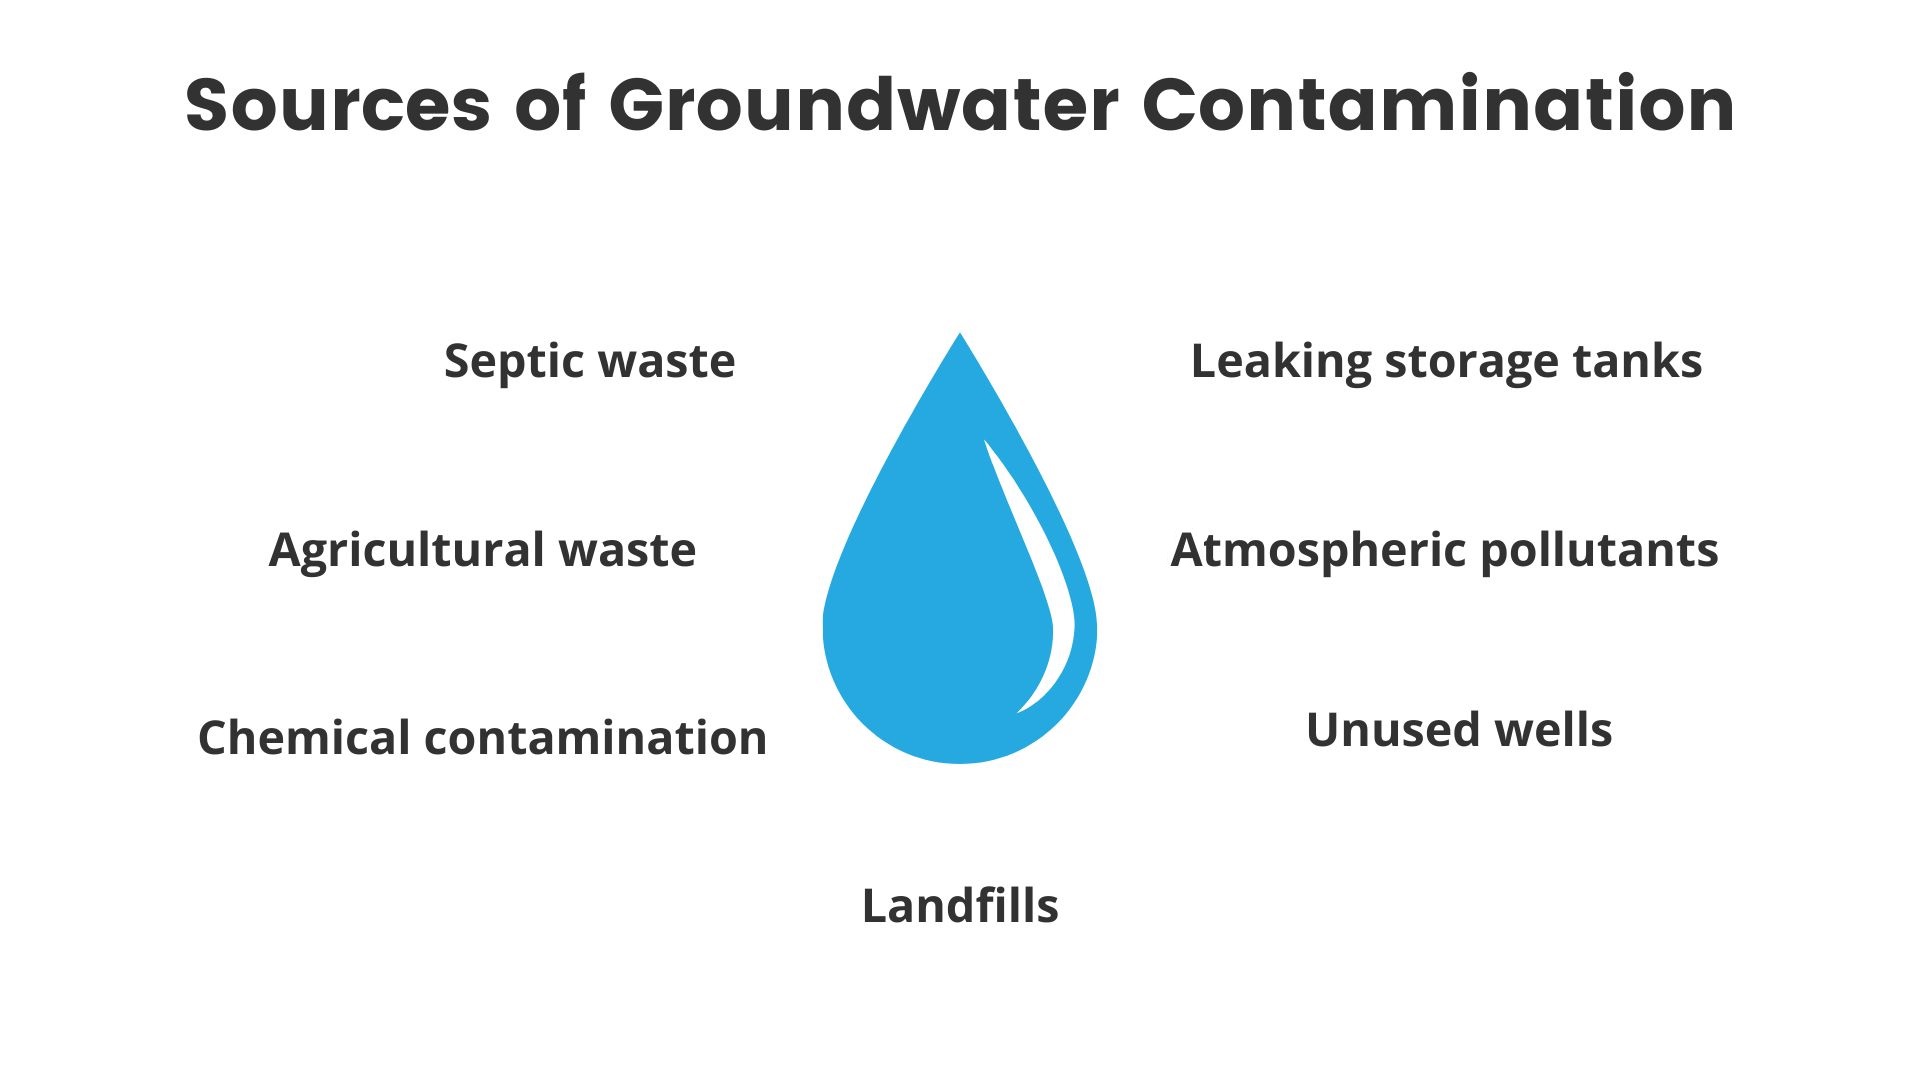 Sources of Groundwater Contamination
Septic waste
Leaking storage tanks
Agricultural waste
Atmospheric pollutants
Chemical contamination
Unused wells
Landfills